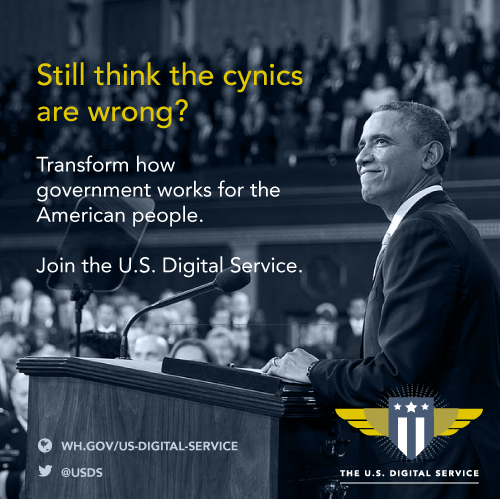 Still think the cynics
are wrong?
Transform how
government works for the
American people.
Join the U.S. Digital Service.
WH.GOV/US-DIGITAL-SERVICE
@USDS
THE U.S. DIGITAL SERVICE